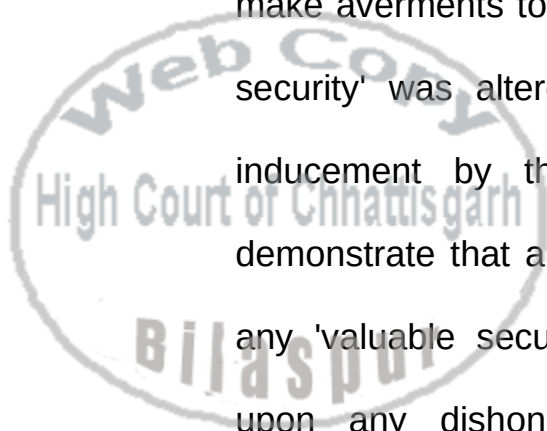 make averments to
Web Copy
security' was alter
inducement by th
High Court of Chhattisgarh
demonstrate that a
any 'valuable secu
Bilaspur
upon any dishon